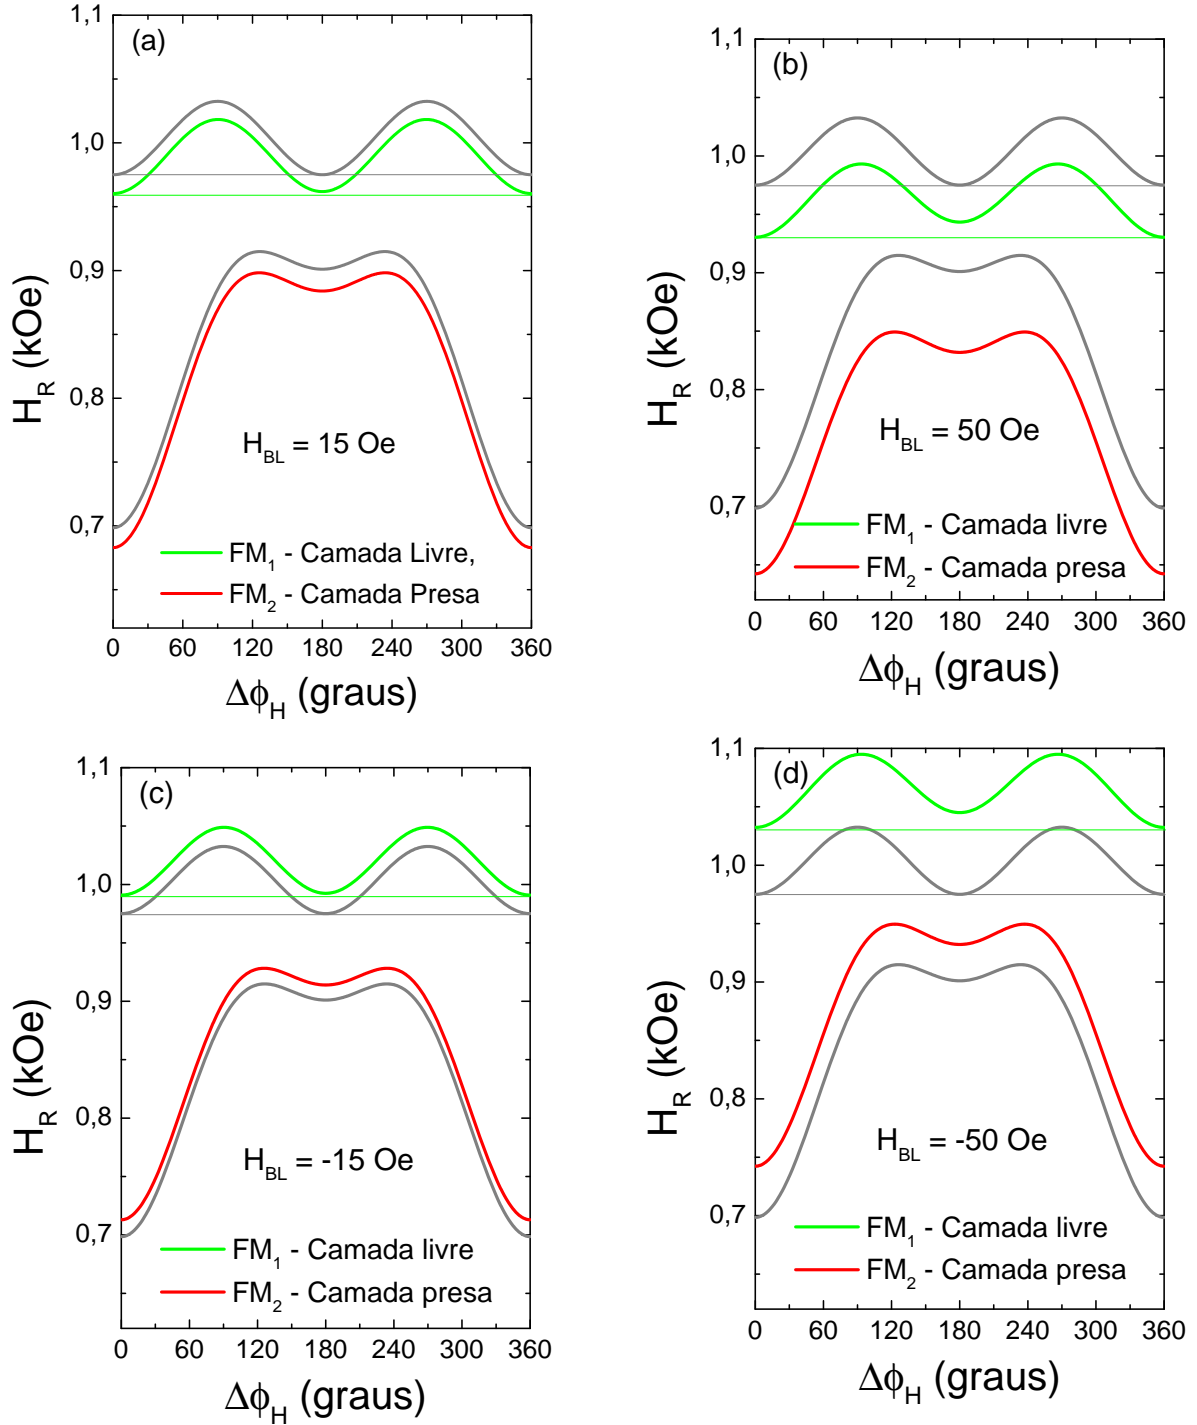 (a)
1,1
1,0
0,9
0,8
0,7
H_R (kOe)
H_BL = 15 Oe
FM_1 - Camada Livre,
FM_2 - Camada Presa
0 60 120 180 240 300 360
Δϕ_H (graus)
(b)
1,1
1,0
0,9
0,8
0,7
H_R (kOe)
H_BL = 50 Oe
FM_1 - Camada livre
FM_2 - Camada presa
0 60 120 180 240 300 360
Δϕ_H (graus)
(c)
1,1
1,0
0,9
0,8
0,7
H_R (kOe)
H_BL = -15 Oe
FM_1 - Camada livre
FM_2 - Camada presa
0 60 120 180 240 300 360
Δϕ_H (graus)
(d)
1,1
1,0
0,9
0,8
0,7
H_R (kOe)
H_BL = -50 Oe
FM_1 - Camada livre
FM_2 - Camada presa
0 60 120 180 240 300 360
Δϕ_H (graus)